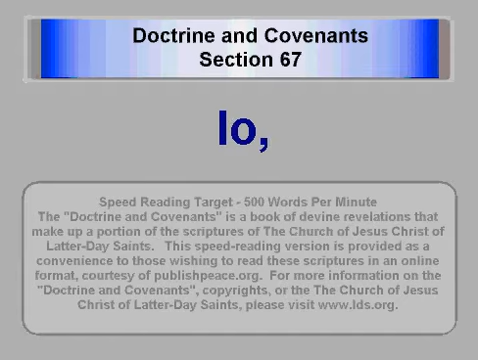 Doctrine and Covenants
Section 67
lo,
Speed Reading Target - 500 Words Per Minute
The "Doctrine and Covenants" is a book of devine revelations that
make up a portion of the scriptures of The Church of Jesus Christ of
Latter-Day Saints. This speed-reading version is provided as a
convenience to those wishing to read these scriptures in an online
format, courtesy of publishpeace.org. For more information on the
"Doctrine and Covenants", copyrights, or the The Church of Jesus
Christ of Latter-Day Saints, please visit www.lds.org.